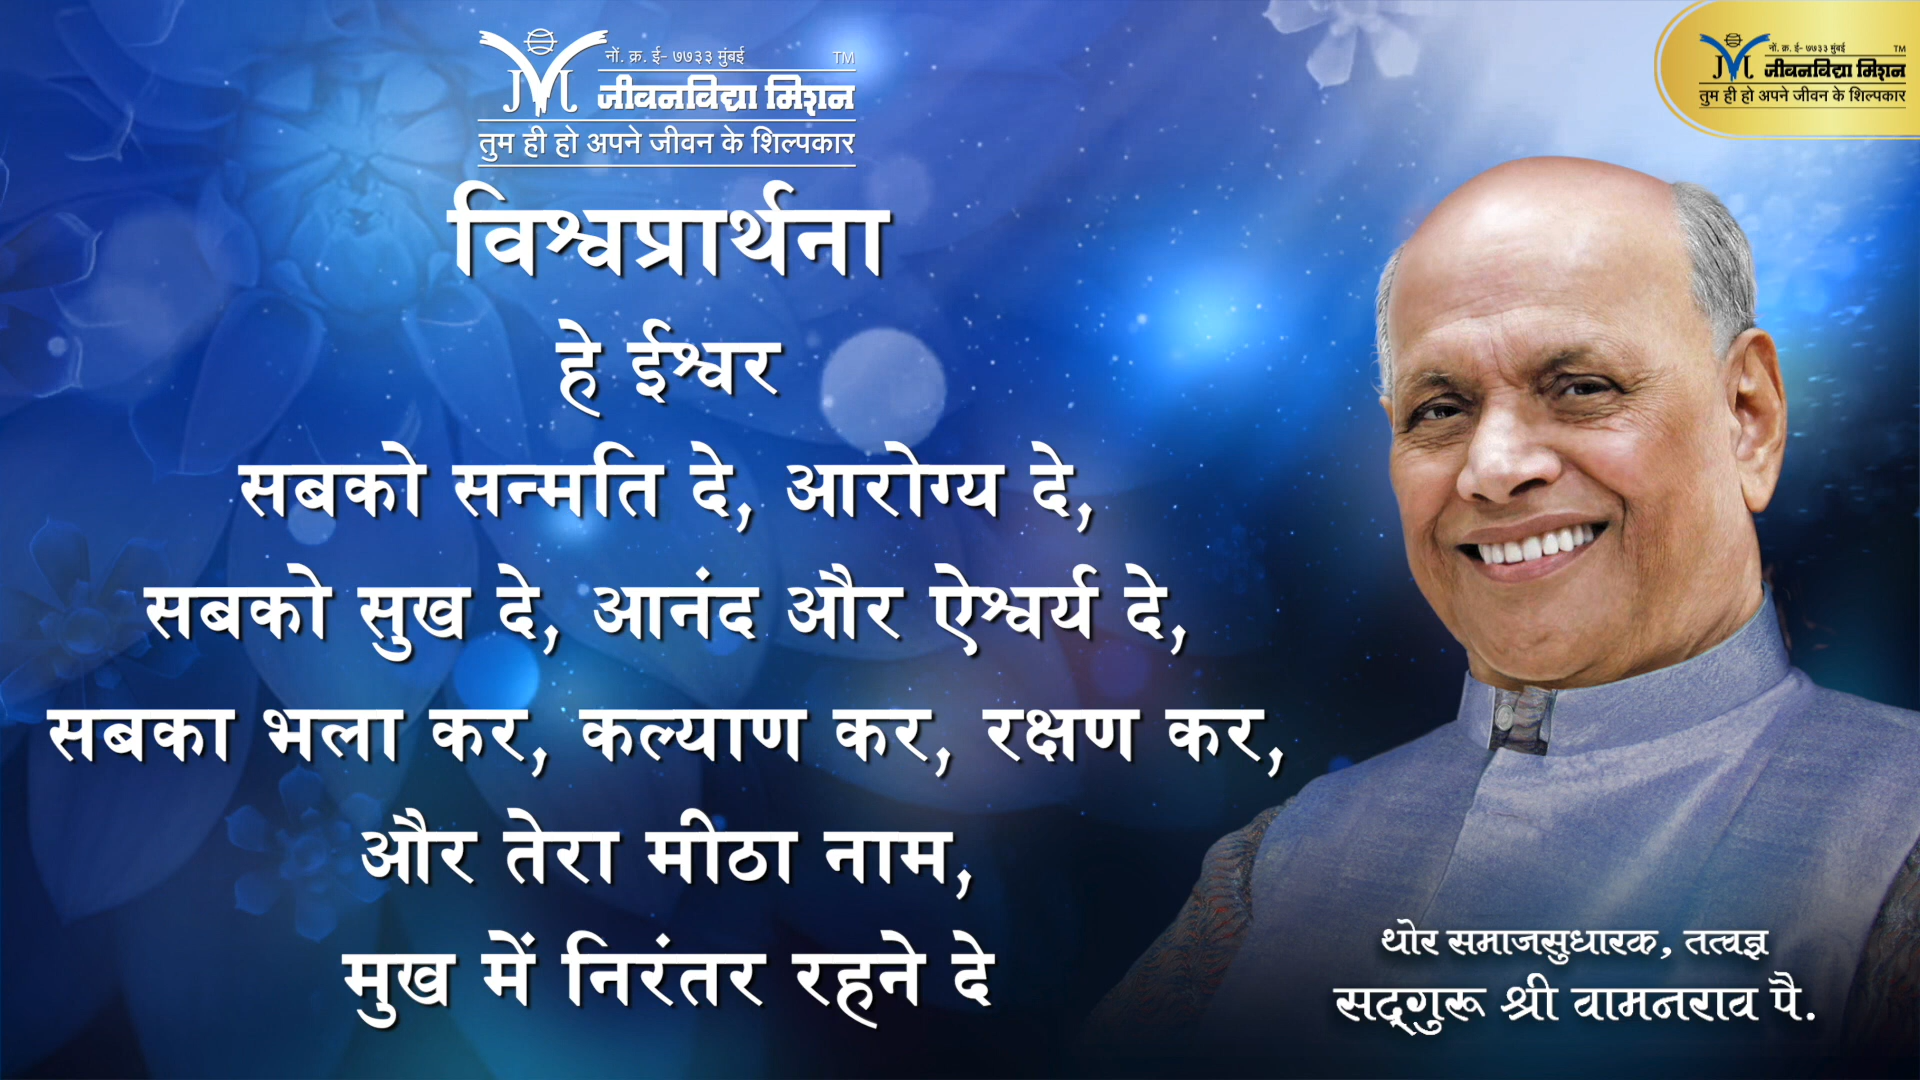 नों. क्र. ई- ७७३३ मुंबई TM
जीवनविद्या मिशन
तुम ही हो अपने जीवन के शिल्पकार
विश्वप्रार्थना
हे ईश्वर
सबको सन्मति दे, आरोग्य दे,
सबको सुख दे, आनंद और ऐश्वर्य दे,
सबका भला कर, कल्याण कर, रक्षण कर,
और तेरा मीठा नाम,
मुख में निरंतर रहने दे
नों. क्र. ई- ७७३३ मुंबई TM
जीवनविद्या मिशन
तुम ही हो अपने जीवन के शिल्पकार
थोर समाजसुधारक, तत्वज्ञ
सद्‌गुरू श्री वामनराव पै.